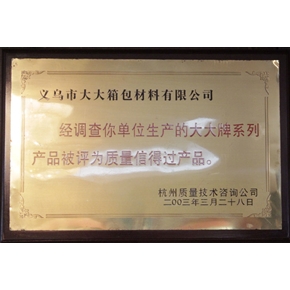 义乌市大大箱包材料有限公司
经调查你单位生产的大大牌系列
产品被评为质量信得过产品。
杭州质量技术咨询公司
二00三年三月二十八日